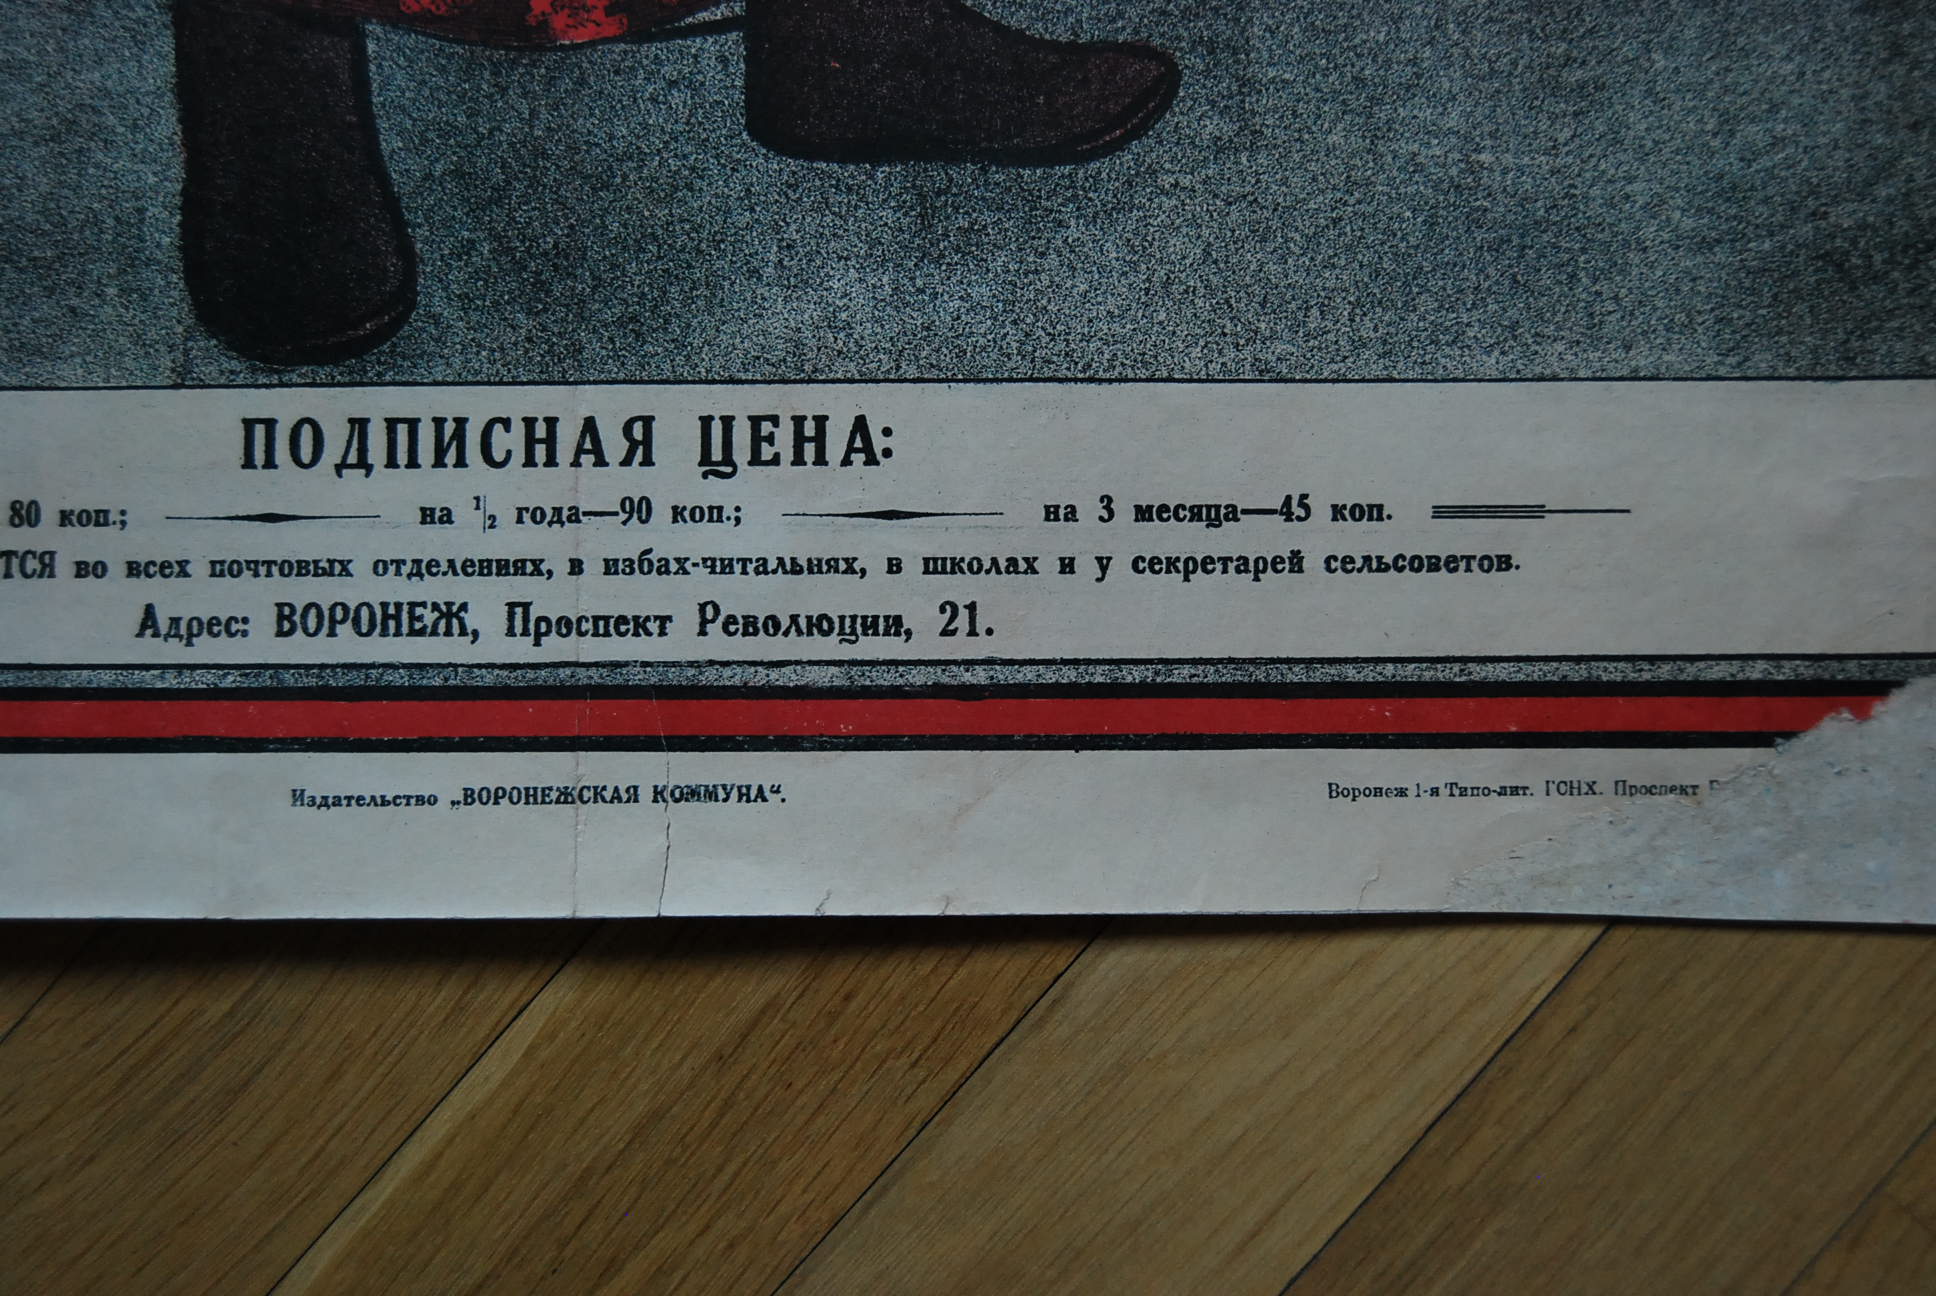 ПОДПИСНАЯ ЦЕНА:
80 коп.; на 1/2 года—90 коп.; на 3 месяца—45 коп.
ТСЯ во всех почтовых отделениях, в избах-читальнях, в школах и у секретарей сельсоветов.
Адрес: ВОРОНЕЖ, Проспект Революции, 21.
Издательство „ВОРОНЕЖСКАЯ КОММУНА“.
Воронеж 1-я Типо-лит. ГСНХ. Проспект